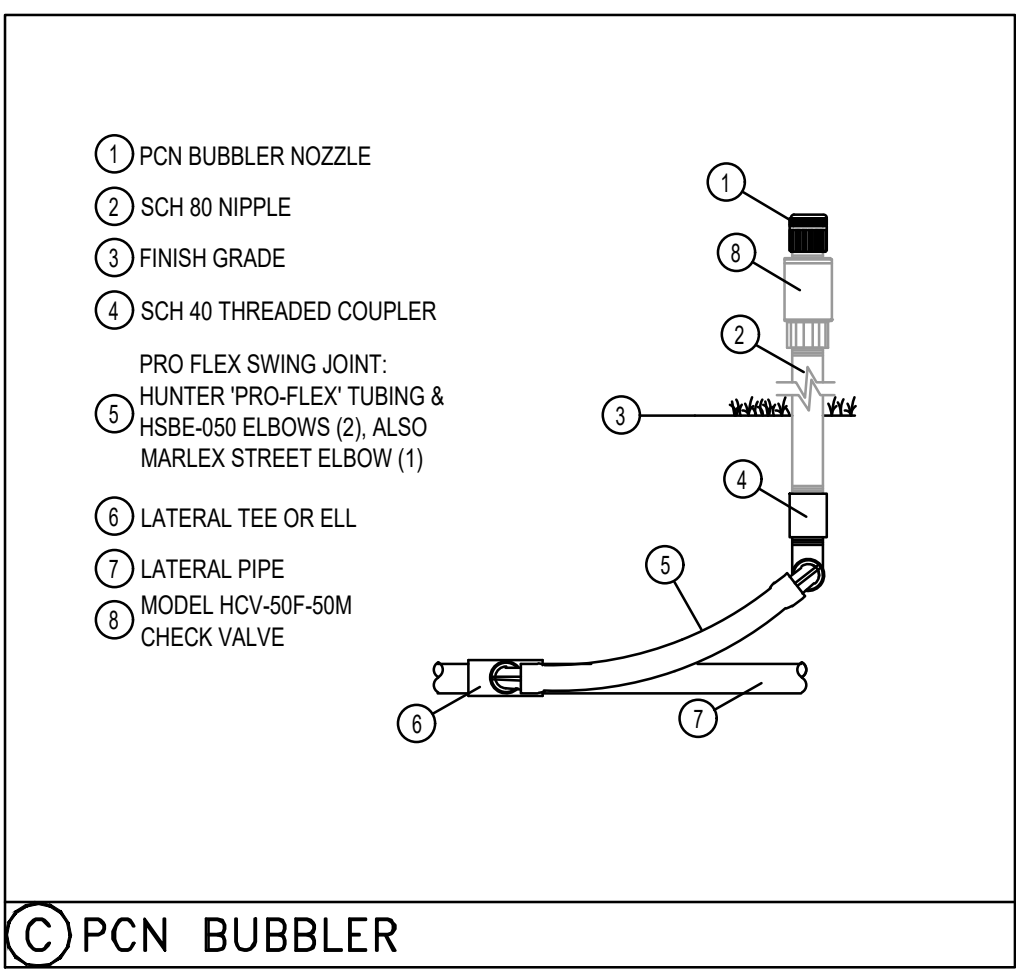 1 PCN BUBBLER NOZZLE
2 SCH 80 NIPPLE
3 FINISH GRADE
4 SCH 40 THREADED COUPLER
PRO FLEX SWING JOINT:
5 HUNTER 'PRO-FLEX' TUBING &
HSBE-050 ELBOWS (2), ALSO
MARLEX STREET ELBOW (1)
6 LATERAL TEE OR ELL
7 LATERAL PIPE
8 MODEL HCV-50F-50M
CHECK VALVE
1
8
2
3
4
5
6
7
C PCN BUBBLER